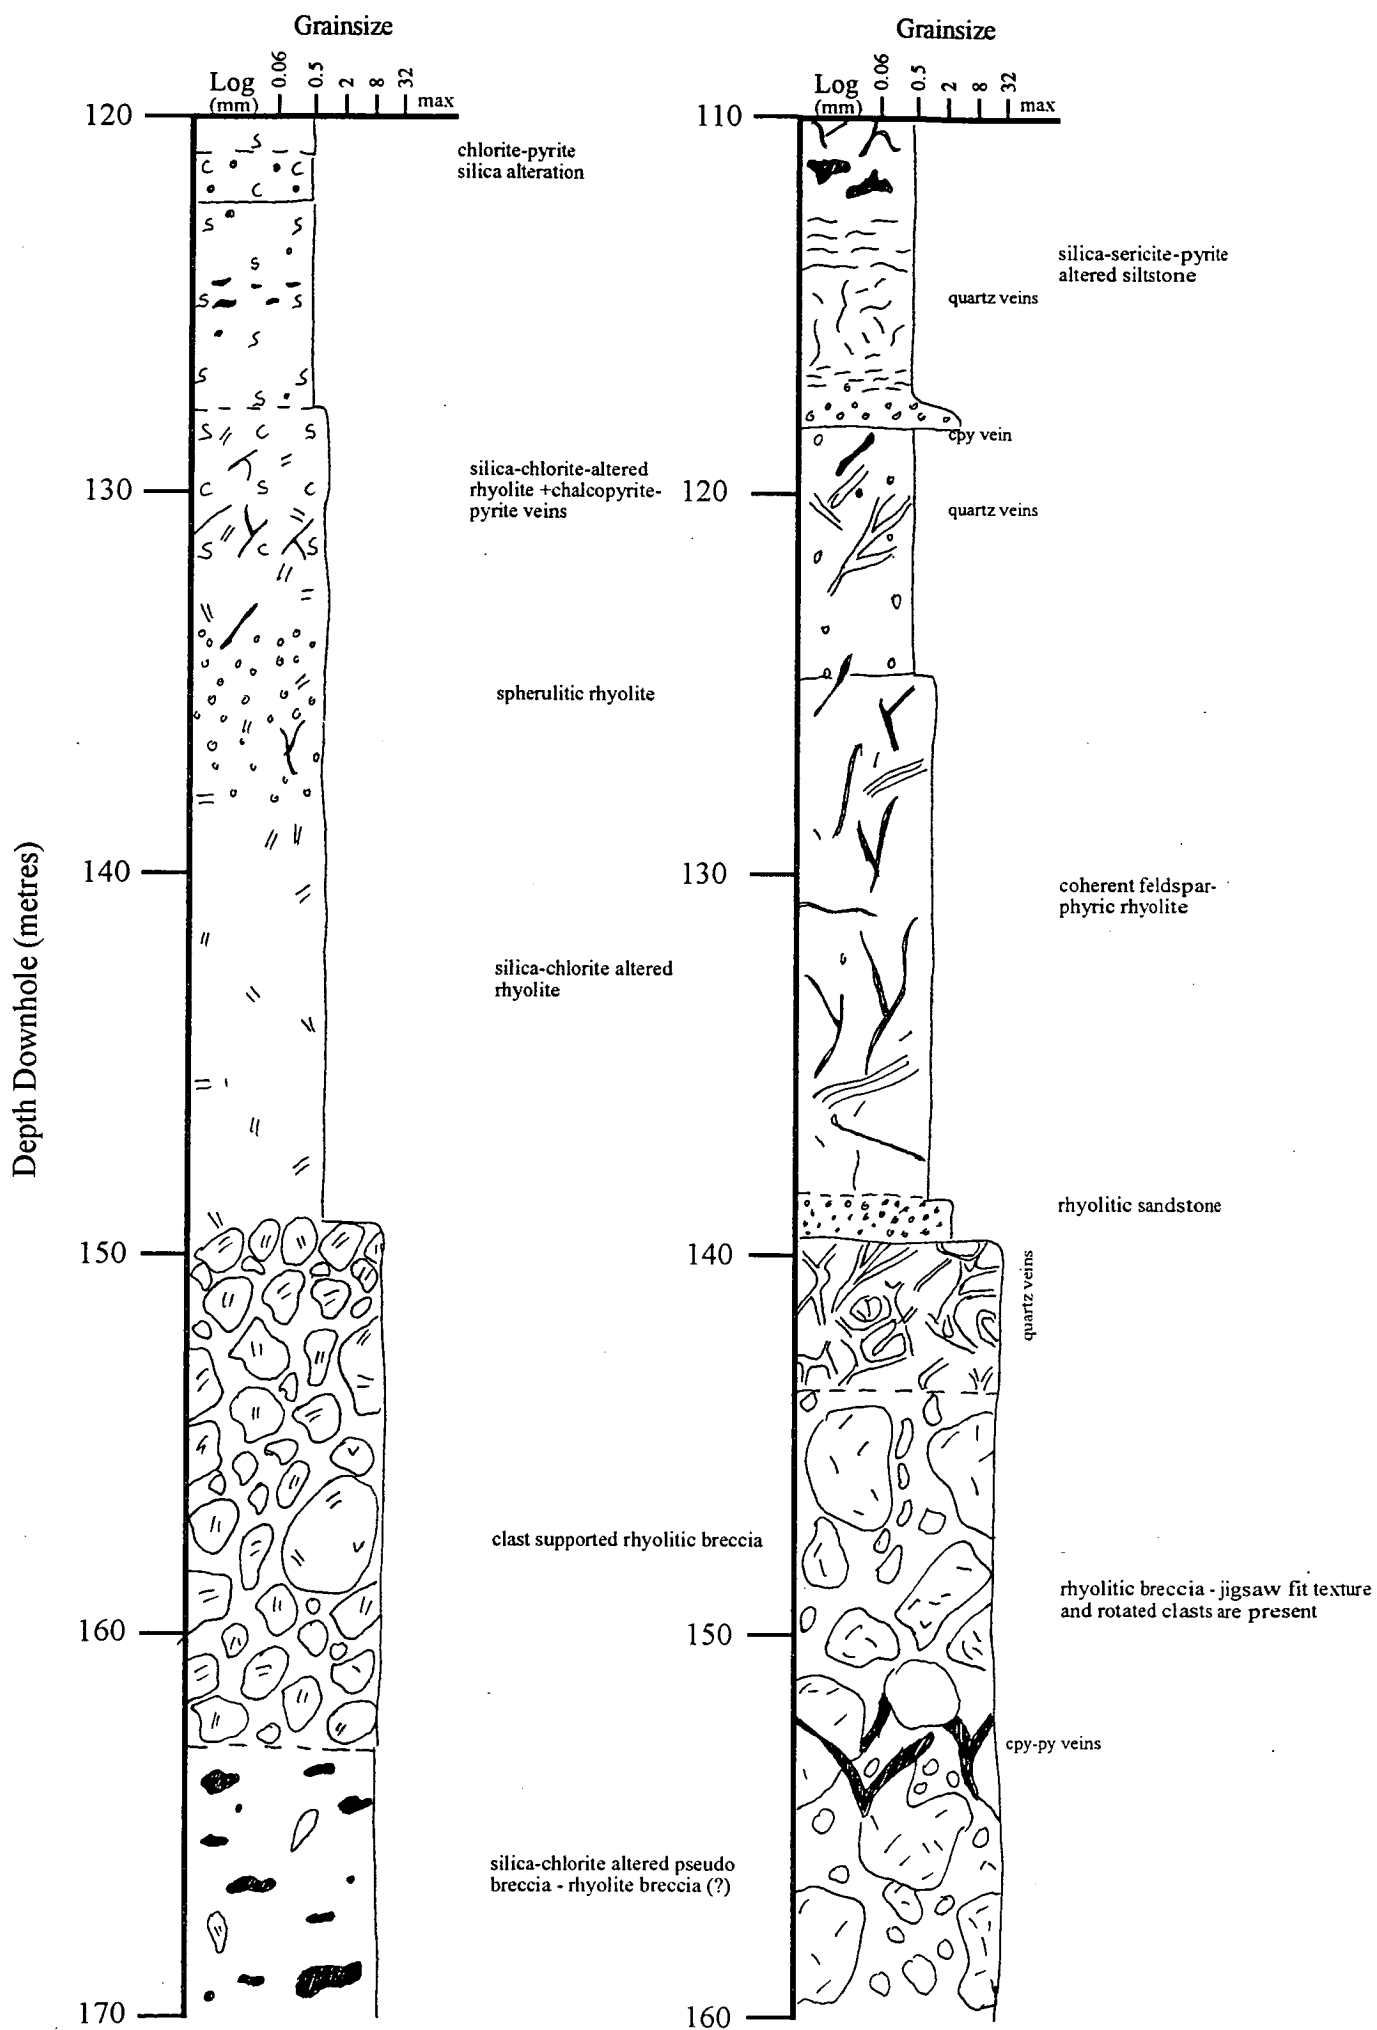 Grainsize
Log
(mm)
0.06
0.5
2
8
32
max
120
130
140
150
160
170
Depth Downhole (metres)
S
C C
C
S
S
S S
S
S S
S
S C S
C S C
S C S
chlorite-pyrite
silica alteration
silica-chlorite-altered
rhyolite +chalcopyrite-
pyrite veins
spherulitic rhyolite
silica-chlorite altered
rhyolite
clast supported rhyolitic breccia
silica-chlorite altered pseudo
breccia - rhyolite breccia (?)
Grainsize
Log
(mm)
0.06
0.5
2
8
32
max
110
120
130
140
150
160
silica-sericite-pyrite
altered siltstone
quartz veins
cpy vein
quartz veins
coherent feldspar-
phyric rhyolite
rhyolitic sandstone
quartz veins
rhyolitic breccia - jigsaw fit texture
and rotated clasts are present
cpy-py veins